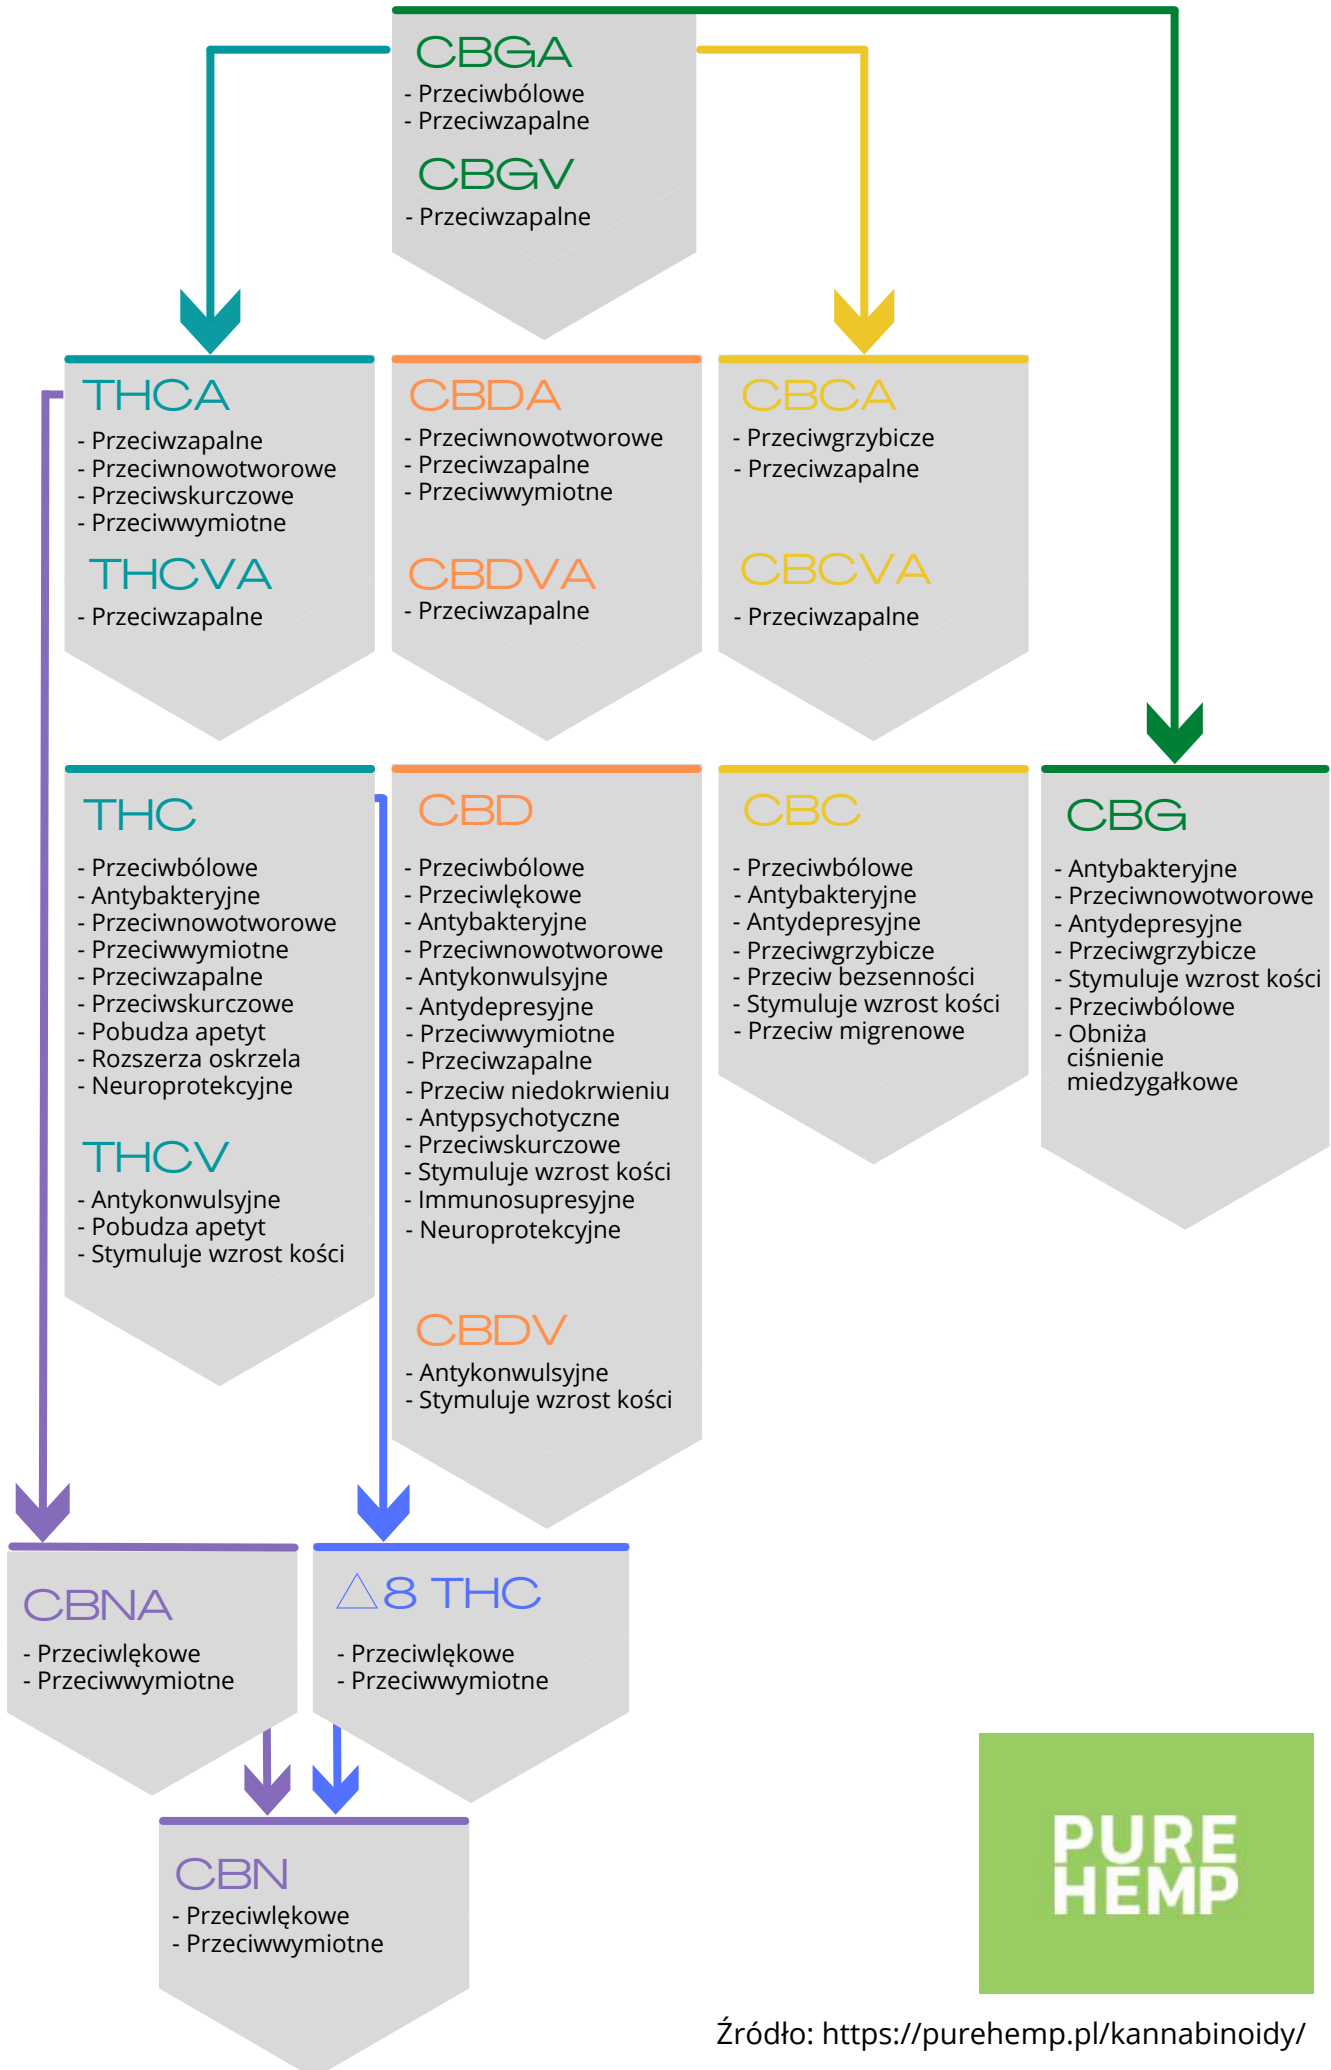 CBGA
- Przeciwbólowe
- Przeciwzapalne
CBGV
- Przeciwzapalne
THCA
- Przeciwzapalne
- Przeciwnowotworowe
- Przeciwskurczowe
- Przeciwwymiotne
THCVA
- Przeciwzapalne
CBDA
- Przeciwnowotworowe
- Przeciwzapalne
- Przeciwwymiotne
CBDVA
- Przeciwzapalne
CBCA
- Przeciwgrzybicze
- Przeciwzapalne
CBCVA
- Przeciwzapalne
THC
- Przeciwbólowe
- Antybakteryjne
- Przeciwnowotworowe
- Przeciwwymiotne
- Przeciwzapalne
- Przeciwskurczowe
- Pobudza apetyt
- Rozszerza oskrzela
- Neuroprotekcyjne
THCV
- Antykonwulsyjne
- Pobudza apetyt
- Stymuluje wzrost kości
CBD
- Przeciwbólowe
- Przeciwlękowe
- Antybakteryjne
- Przeciwnowotworowe
- Antykonwulsyjne
- Antydepresyjne
- Przeciwwymiotne
- Przeciwzapalne
- Przeciw niedokrwieniu
- Antypsychotyczne
- Przeciwskurczowe
- Stymuluje wzrost kości
- Immunosupresyjne
- Neuroprotekcyjne
CBDV
- Antykonwulsyjne
- Stymuluje wzrost kości
CBC
- Przeciwbólowe
- Antybakteryjne
- Antydepresyjne
- Przeciwgrzybicze
- Przeciw bezsenności
- Stymuluje wzrost kości
- Przeciw migrenowe
CBG
- Antybakteryjne
- Przeciwnowotworowe
- Antydepresyjne
- Przeciwgrzybicze
- Stymuluje wzrost kości
- Przeciwbólowe
- Obniża
ciśnienie
miedzygałkowe
CBNA
- Przeciwlękowe
- Przeciwwymiotne
△8 THC
- Przeciwlękowe
- Przeciwwymiotne
CBN
- Przeciwlękowe
- Przeciwwymiotne
PURE
HEMP
Źródło: https://purehemp.pl/kannabinoidy/